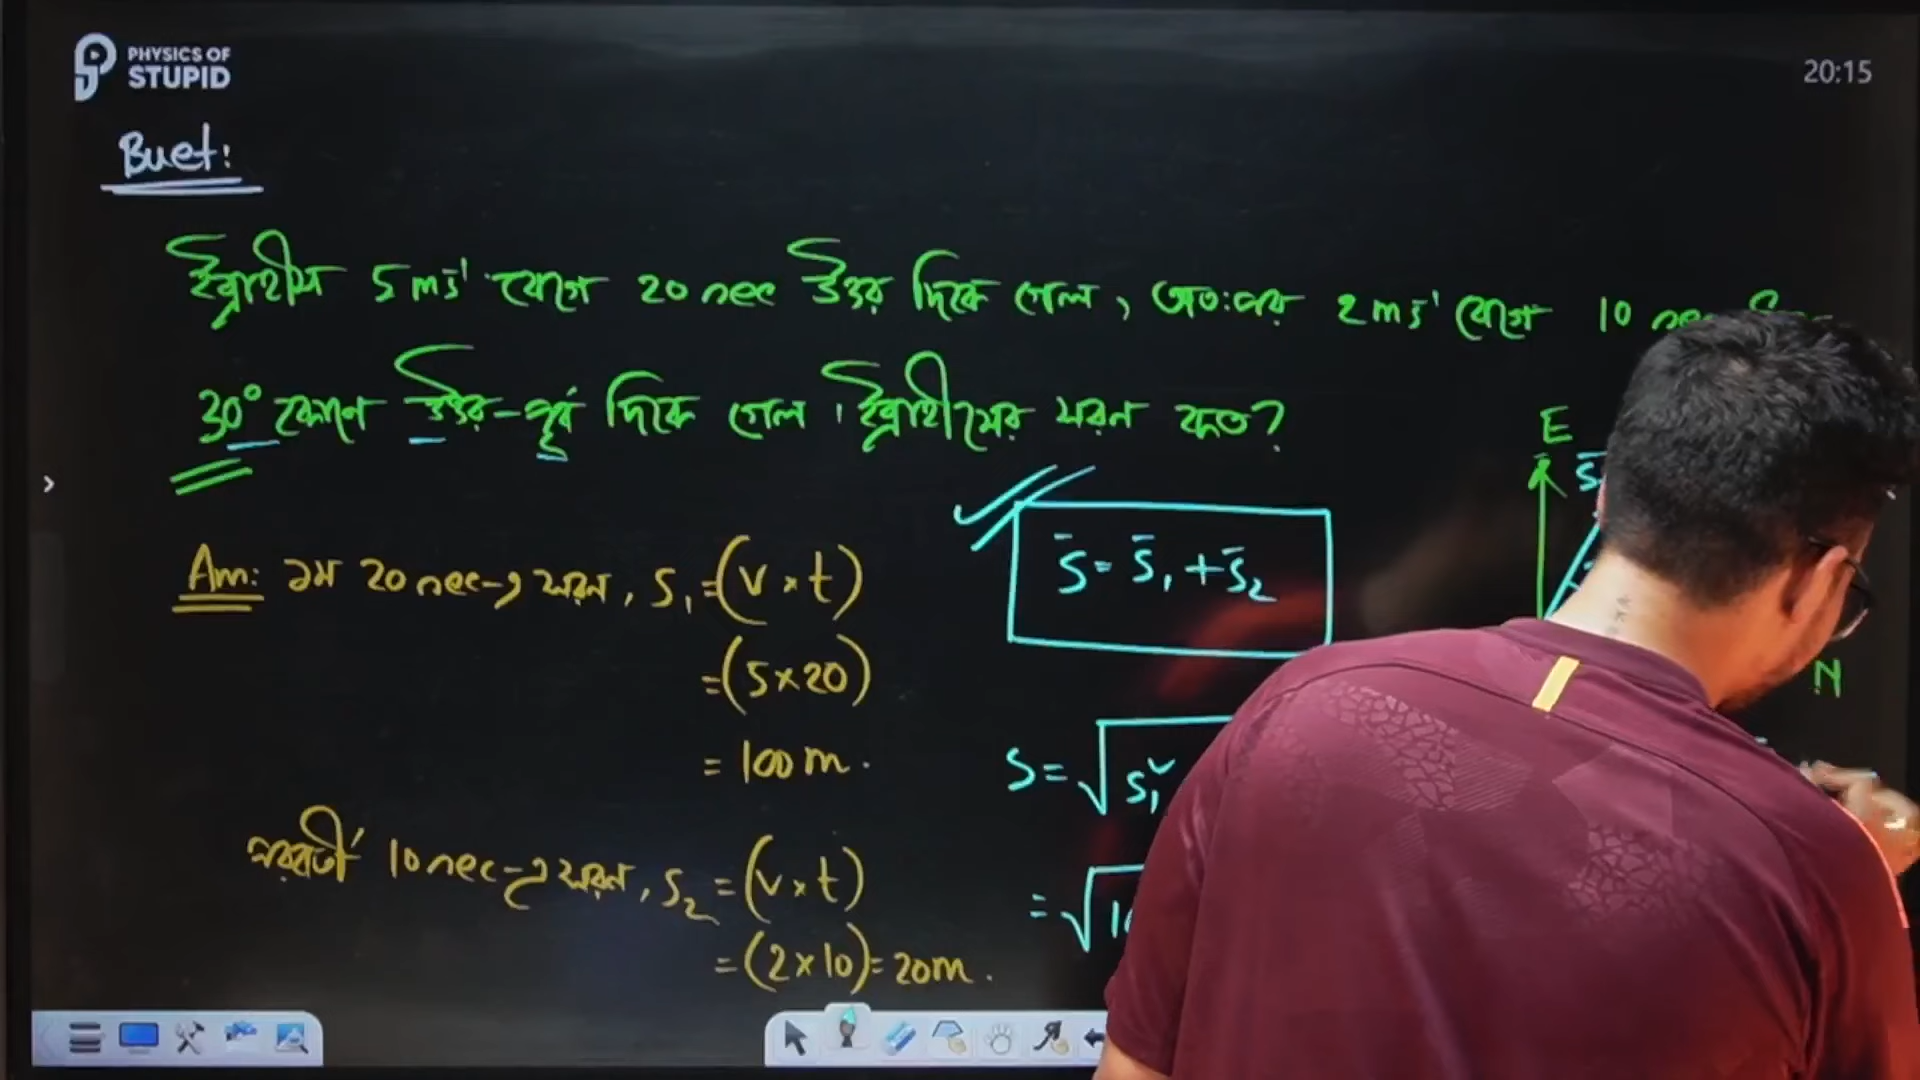 PHYSICS OF
STUPID
20:15
Buet:
ইব্রাহীম 5 ms⁻¹ বেগে 20 sec উত্তর দিকে গেল, অত:পর 2 ms⁻¹ বেগে 10
30° কোণে উত্তর-পূর্ব দিকে গেল। ইব্রাহীমের সরণ কত?
E
N
Ans: ১ম 20 sec-এ সরণ, S₁ = (v × t)
= (5×20)
= 100 m.
পরবর্তী 10 sec-এ সরণ, S₂ = (v × t)
= (2×10) = 20m.
S̄ = S̄₁ + S̄₂
S = √S₁²
= √